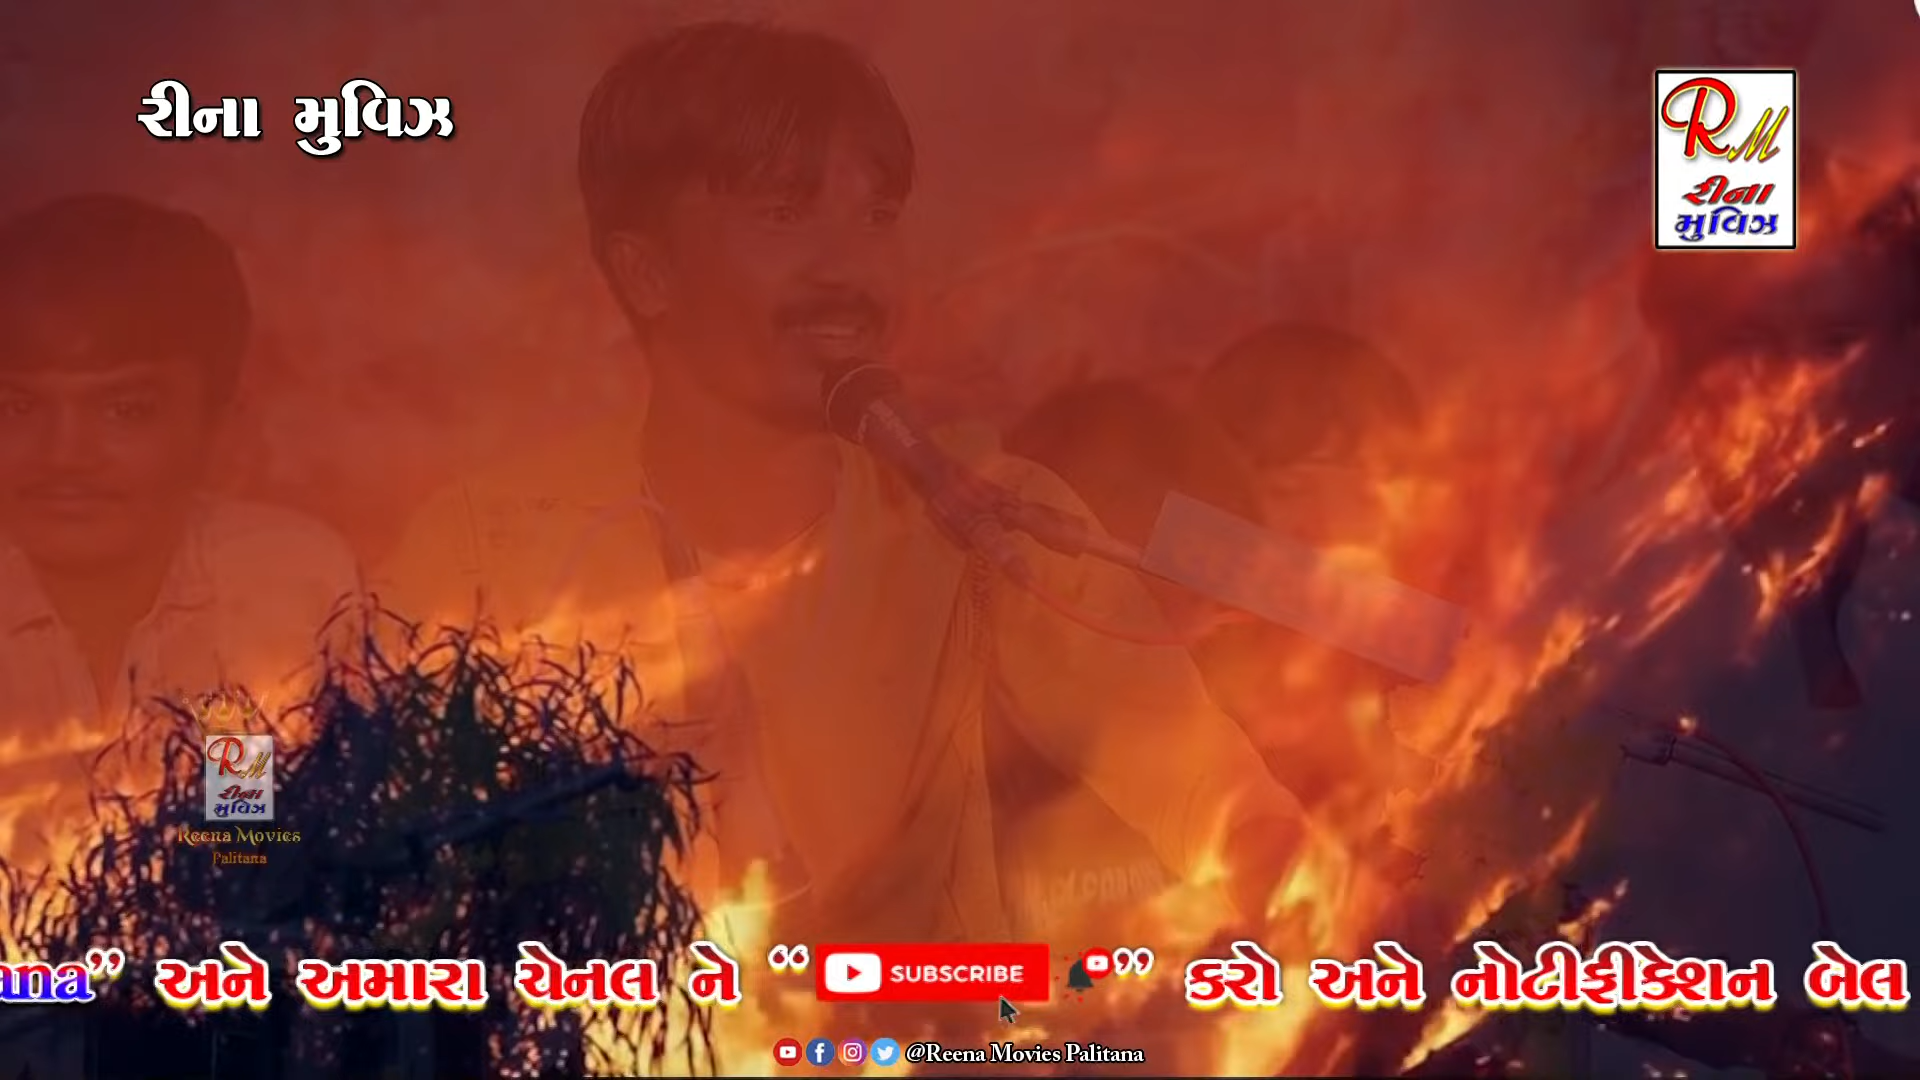 રીના મુવિઝ
RM
રીના
મુવિઝ
RM
રીના
મુવિઝ
Reena Movies
Palitana
ana” અને અમારા ચેનલ ને “ SUBSCRIBE ” કરો અને નોટીફીકેશન બેલ
@Reena Movies Palitana